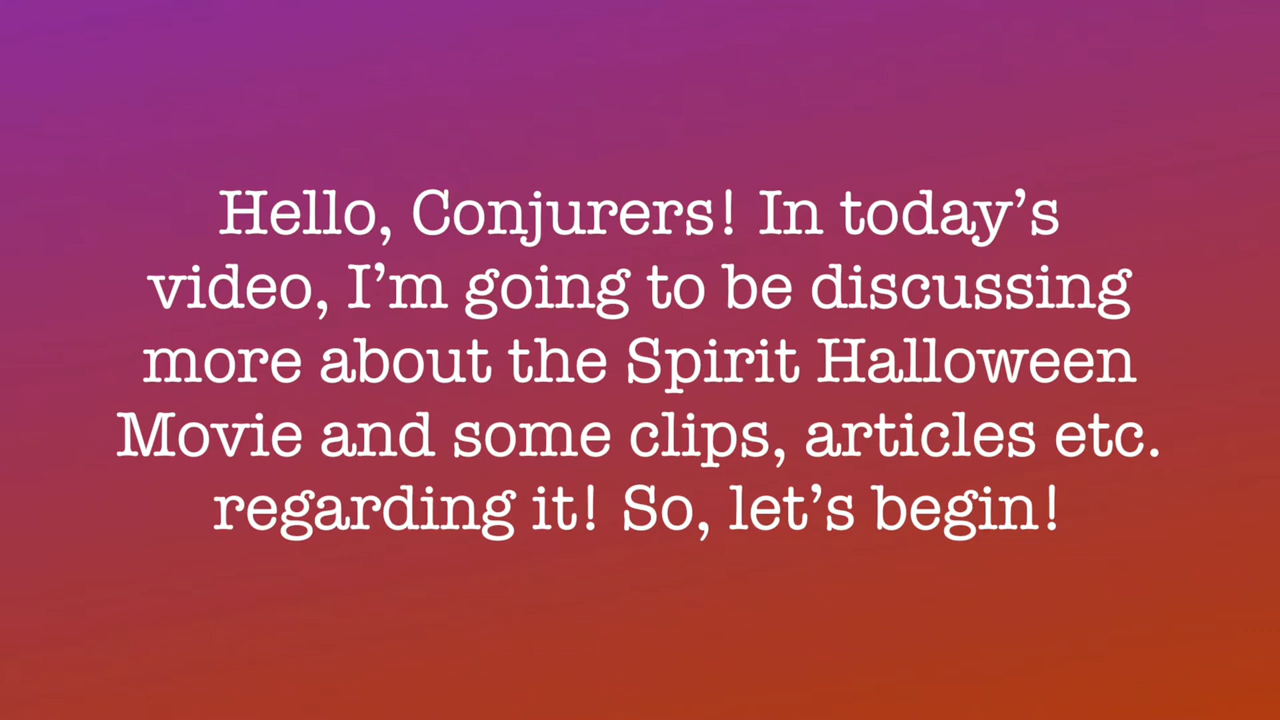 Hello, Conjurers! In today’s
video, I’m going to be discussing
more about the Spirit Halloween
Movie and some clips, articles etc.
regarding it! So, let’s begin!